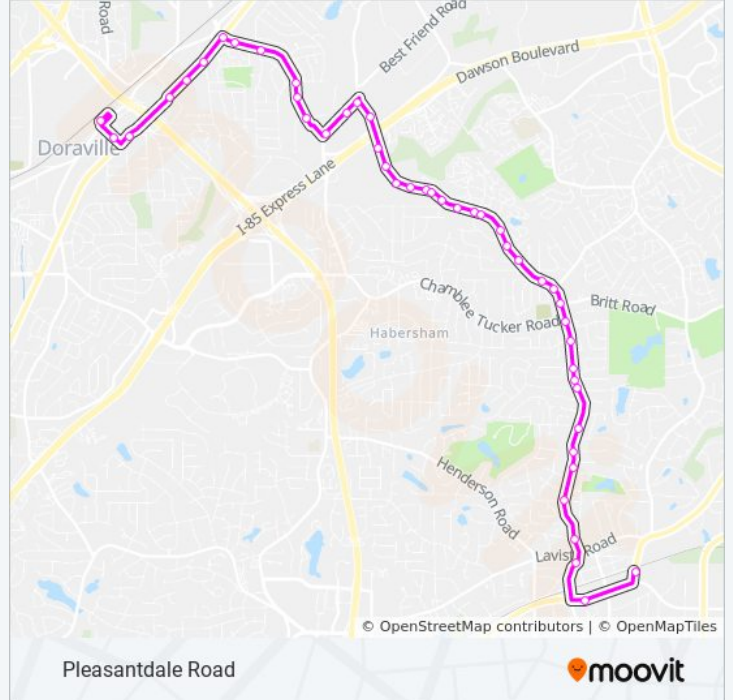 Road
Best Friend Road
Dawson Boulevard
Doraville
I-85 Express Lane
Chamblee Tucker Road
Britt Road
Habersham
Henderson Road
Lavista Road
© OpenStreetMap contributors | © OpenMapTiles
Pleasantdale Road
moovit